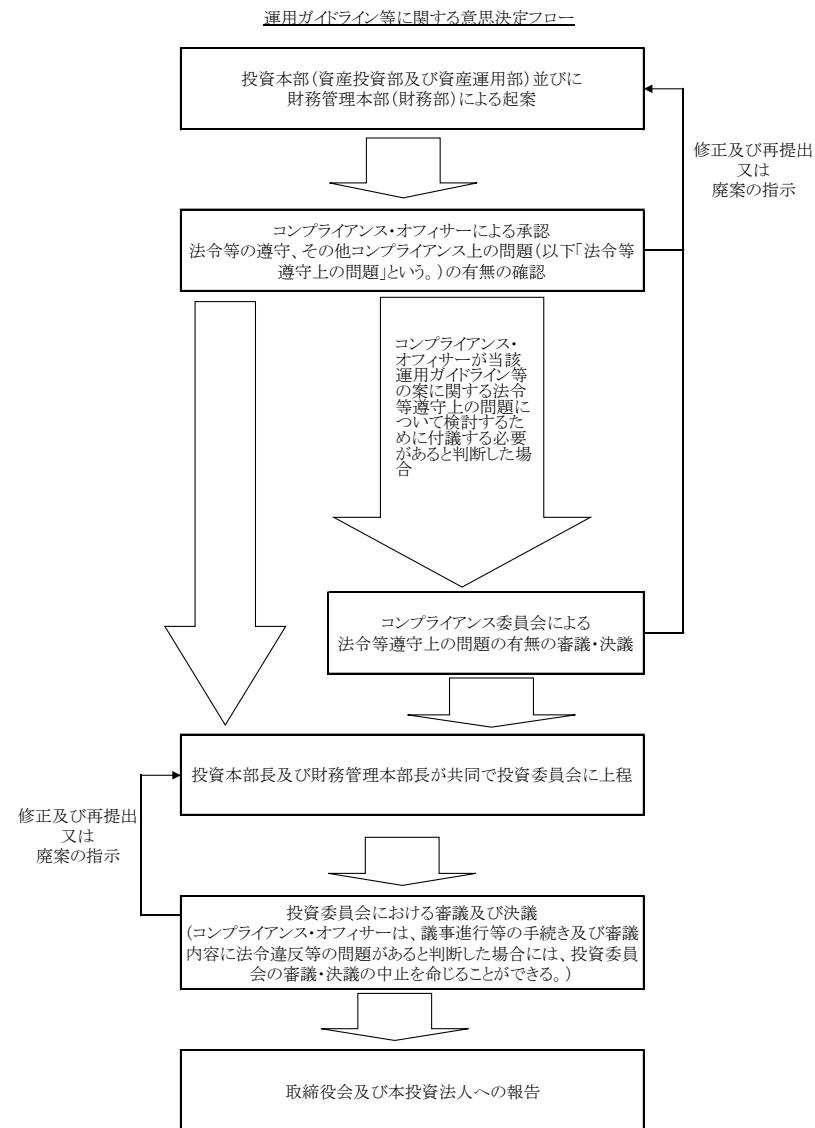 運用ガイドライン等に関する意思決定フロー
投資本部(資産投資部及び資産運用部)並びに
財務管理本部(財務部)による起案
修正及び再提出
又は
廃案の指示
コンプライアンス・オフィサーによる承認
法令等の遵守、その他コンプライアンス上の問題(以下「法令等
遵守上の問題」という。)の有無の確認
コンプライアンス・
オフィサーが当該
運用ガイドライン等
の案に関する法令
等遵守上の問題に
ついて検討するた
めに付議する必要
があると判断した場
合
コンプライアンス委員会による
法令等遵守上の問題の有無の審議・決議
投資本部長及び財務管理本部長が共同で投資委員会に上程
修正及び再提出
又は
廃案の指示
投資委員会における審議及び決議
(コンプライアンス・オフィサーは、議事進行等の手続き及び審議
内容に法令違反等の問題があると判断した場合には、投資委員
会の審議・決議の中止を命じることができる。)
取締役会及び本投資法人への報告